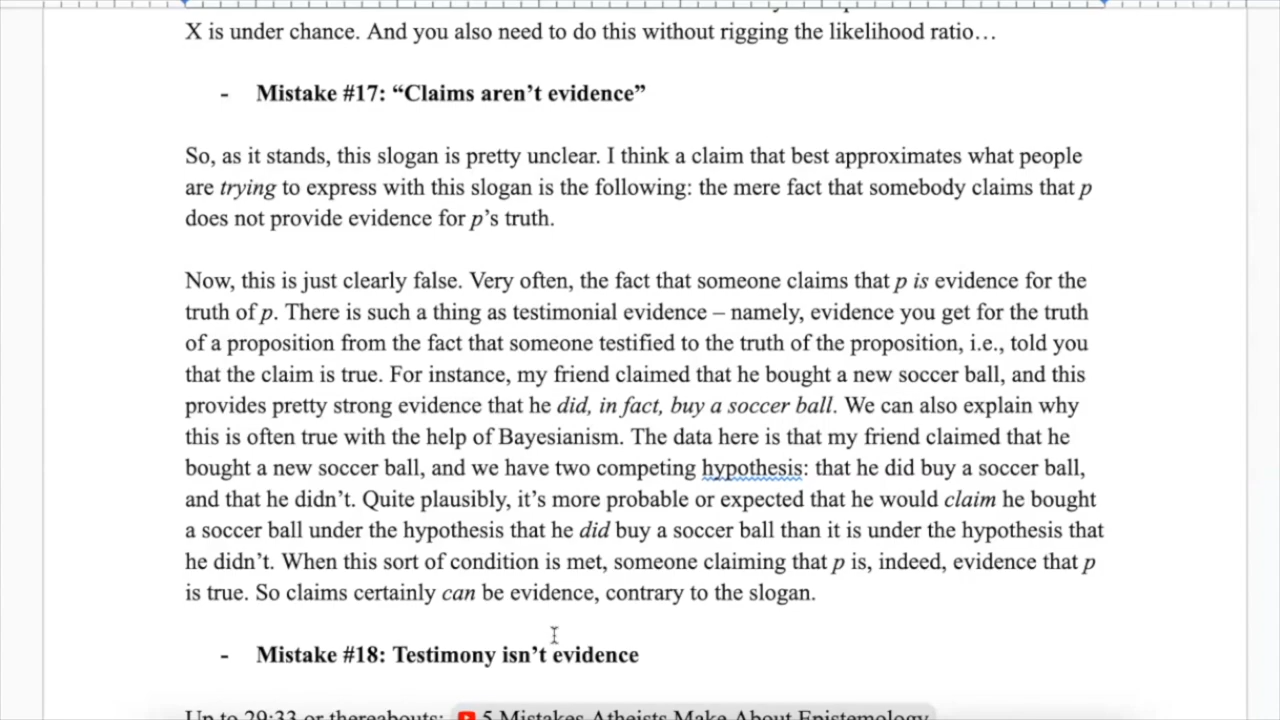 X is under chance. And you also need to do this without rigging the likelihood ratio…
- Mistake #17: “Claims aren’t evidence”
So, as it stands, this slogan is pretty unclear. I think a claim that best approximates what people
are trying to express with this slogan is the following: the mere fact that somebody claims that p
does not provide evidence for p’s truth.
Now, this is just clearly false. Very often, the fact that someone claims that p is evidence for the
truth of p. There is such a thing as testimonial evidence – namely, evidence you get for the truth
of a proposition from the fact that someone testified to the truth of the proposition, i.e., told you
that the claim is true. For instance, my friend claimed that he bought a new soccer ball, and this
provides pretty strong evidence that he did, in fact, buy a soccer ball. We can also explain why
this is often true with the help of Bayesianism. The data here is that my friend claimed that he
bought a new soccer ball, and we have two competing hypothesis: that he did buy a soccer ball,
and that he didn’t. Quite plausibly, it’s more probable or expected that he would claim he bought
a soccer ball under the hypothesis that he did buy a soccer ball than it is under the hypothesis that
he didn’t. When this sort of condition is met, someone claiming that p is, indeed, evidence that p
is true. So claims certainly can be evidence, contrary to the slogan.
- Mistake #18: Testimony isn’t evidence
Up to 29:33 or thereabouts: 5 Mistakes Atheists Make About Epistemology